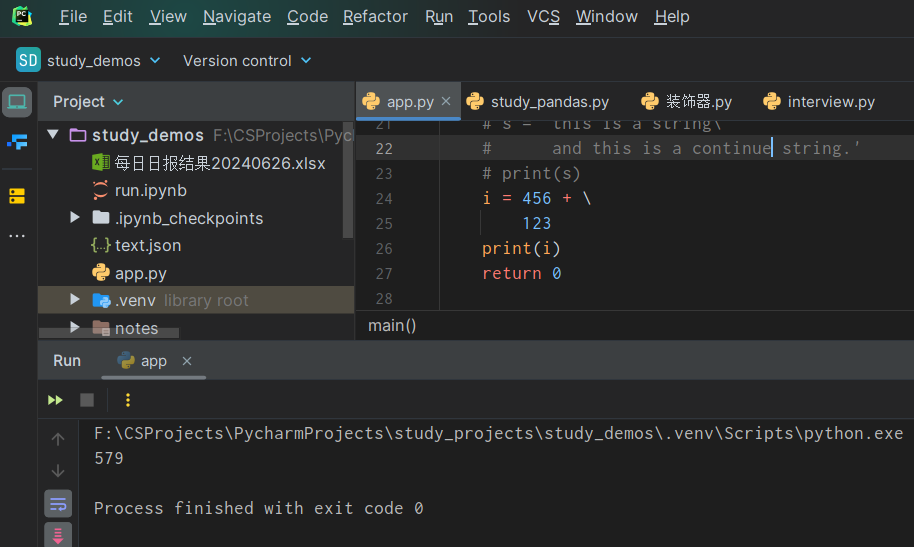 PC
File Edit View Navigate Code Refactor Run Tools VCS Window Help
SD study_demos Version control
Project
app.py study_pandas.py 装饰器.py interview.py
study_demos F:\CSProjects\Pych
每日日报结果20240626.xlsx
run.ipynb
.ipynb_checkpoints
text.json
app.py
.venv library root
notes
21 # s = 'this is a string\
22 # and this is a continue string.'
23 # print(s)
24 i = 456 + \
25 123
26 print(i)
27 return 0
28
main()
Run app
F:\CSProjects\PycharmProjects\study_projects\study_demos\.venv\Scripts\python.exe
579
Process finished with exit code 0